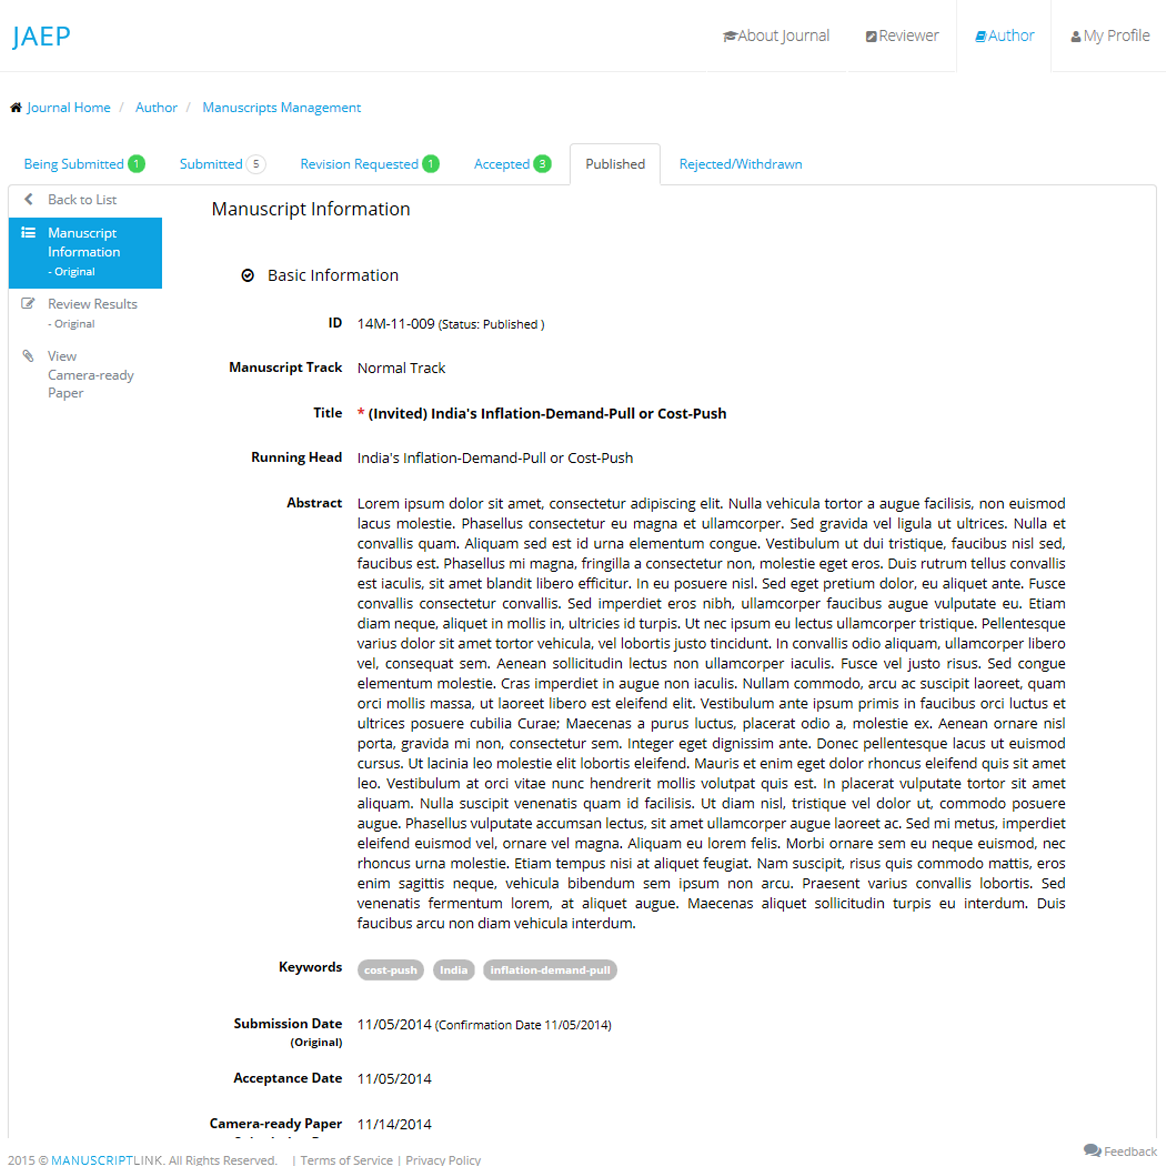 JAEP
About Journal
Reviewer
Author
My Profile
Journal Home / Author / Manuscripts Management
Being Submitted 1
Submitted 5
Revision Requested 1
Accepted 3
Published
Rejected/Withdrawn
Back to List
Manuscript
Information
- Original
Review Results
- Original
View
Camera-ready
Paper
Manuscript Information
Basic Information
ID 14M-11-009 (Status: Published )
Manuscript Track Normal Track
Title * (Invited) India's Inflation-Demand-Pull or Cost-Push
Running Head India's Inflation-Demand-Pull or Cost-Push
Abstract Lorem ipsum dolor sit amet, consectetur adipiscing elit. Nulla vehicula tortor a augue facilisis, non euismod
lacus molestie. Phasellus consectetur eu magna et ullamcorper. Sed gravida vel ligula ut ultrices. Nulla et
convallis quam. Aliquam sed est id urna elementum congue. Vestibulum ut dui tristique, faucibus nisl sed,
faucibus est. Phasellus mi magna, fringilla a consectetur non, molestie eget eros. Duis rutrum tellus convallis
est iaculis, sit amet blandit libero efficitur. In eu posuere nisl. Sed eget pretium dolor, eu aliquet ante. Fusce
convallis consectetur convallis. Sed imperdiet eros nibh, ullamcorper faucibus augue vulputate eu. Etiam
diam neque, aliquet in mollis in, ultricies id turpis. Ut nec ipsum eu lectus ullamcorper tristique. Pellentesque
varius dolor sit amet tortor vehicula, vel lobortis justo tincidunt. In convallis odio aliquam, ullamcorper libero
vel, consequat sem. Aenean sollicitudin lectus non ullamcorper iaculis. Fusce vel justo risus. Sed congue
elementum molestie. Cras imperdiet in augue non iaculis. Nullam commodo, arcu ac suscipit laoreet, quam
orci mollis massa, ut laoreet libero est eleifend elit. Vestibulum ante ipsum primis in faucibus orci luctus et
ultrices posuere cubilia Curae; Maecenas a purus luctus, placerat odio a, molestie ex. Aenean ornare nisl
porta, gravida mi non, consectetur sem. Integer eget dignissim ante. Donec pellentesque lacus ut euismod
cursus. Ut lacinia leo molestie elit lobortis eleifend. Mauris et enim eget dolor rhoncus eleifend quis sit amet
leo. Vestibulum at orci vitae nunc hendrerit mollis volutpat quis est. In placerat vulputate tortor sit amet
aliquam. Nulla suscipit venenatis quam id facilisis. Ut diam nisl, tristique vel dolor ut, commodo posuere
augue. Phasellus vulputate accumsan lectus, sit amet ullamcorper augue laoreet ac. Sed mi metus, imperdiet
eleifend euismod vel, ornare vel magna. Aliquam eu lorem felis. Morbi ornare sem eu neque euismod, nec
rhoncus urna molestie. Etiam tempus nisi at aliquet feugiat. Nam suscipit, risus quis commodo mattis, eros
enim sagittis neque, vehicula bibendum sem ipsum non arcu. Praesent varius convallis lobortis. Sed
venenatis fermentum lorem, at aliquet augue. Maecenas aliquet sollicitudin turpis eu interdum. Duis
faucibus arcu non diam vehicula interdum.
Keywords cost-push India inflation-demand-pull
Submission Date 11/05/2014 (Confirmation Date 11/05/2014)
(Original)
Acceptance Date 11/05/2014
Camera-ready Paper 11/14/2014
2015 © MANUSCRIPTLINK. All Rights Reserved. | Terms of Service | Privacy Policy
Feedback